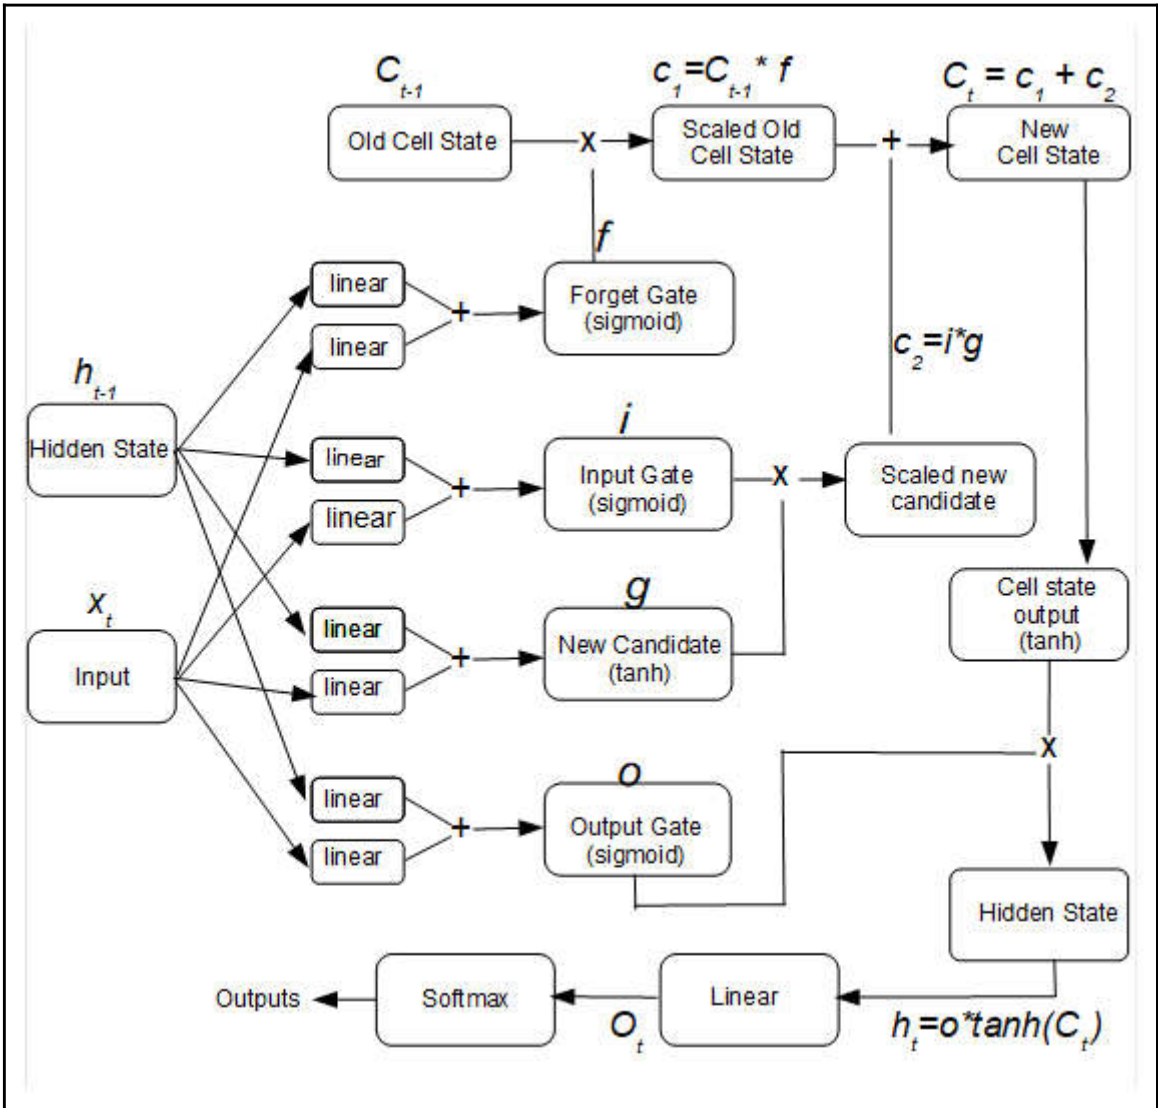 C_t-1
c_1=C_t-1* f
C_t = c_1 + c_2
Old Cell State
x
Scaled Old
Cell State
+
New
Cell State
f
linear
linear
+
Forget Gate
(sigmoid)
c_2=i*g
h_t-1
Hidden State
i
linear
linear
+
Input Gate
(sigmoid)
x
Scaled new
candidate
x_t
Input
g
linear
linear
+
New Candidate
(tanh)
Cell state
output
(tanh)
x
o
linear
linear
+
Output Gate
(sigmoid)
Hidden State
h_t=o*tanh(C_t)
Linear
O_t
Softmax
Outputs